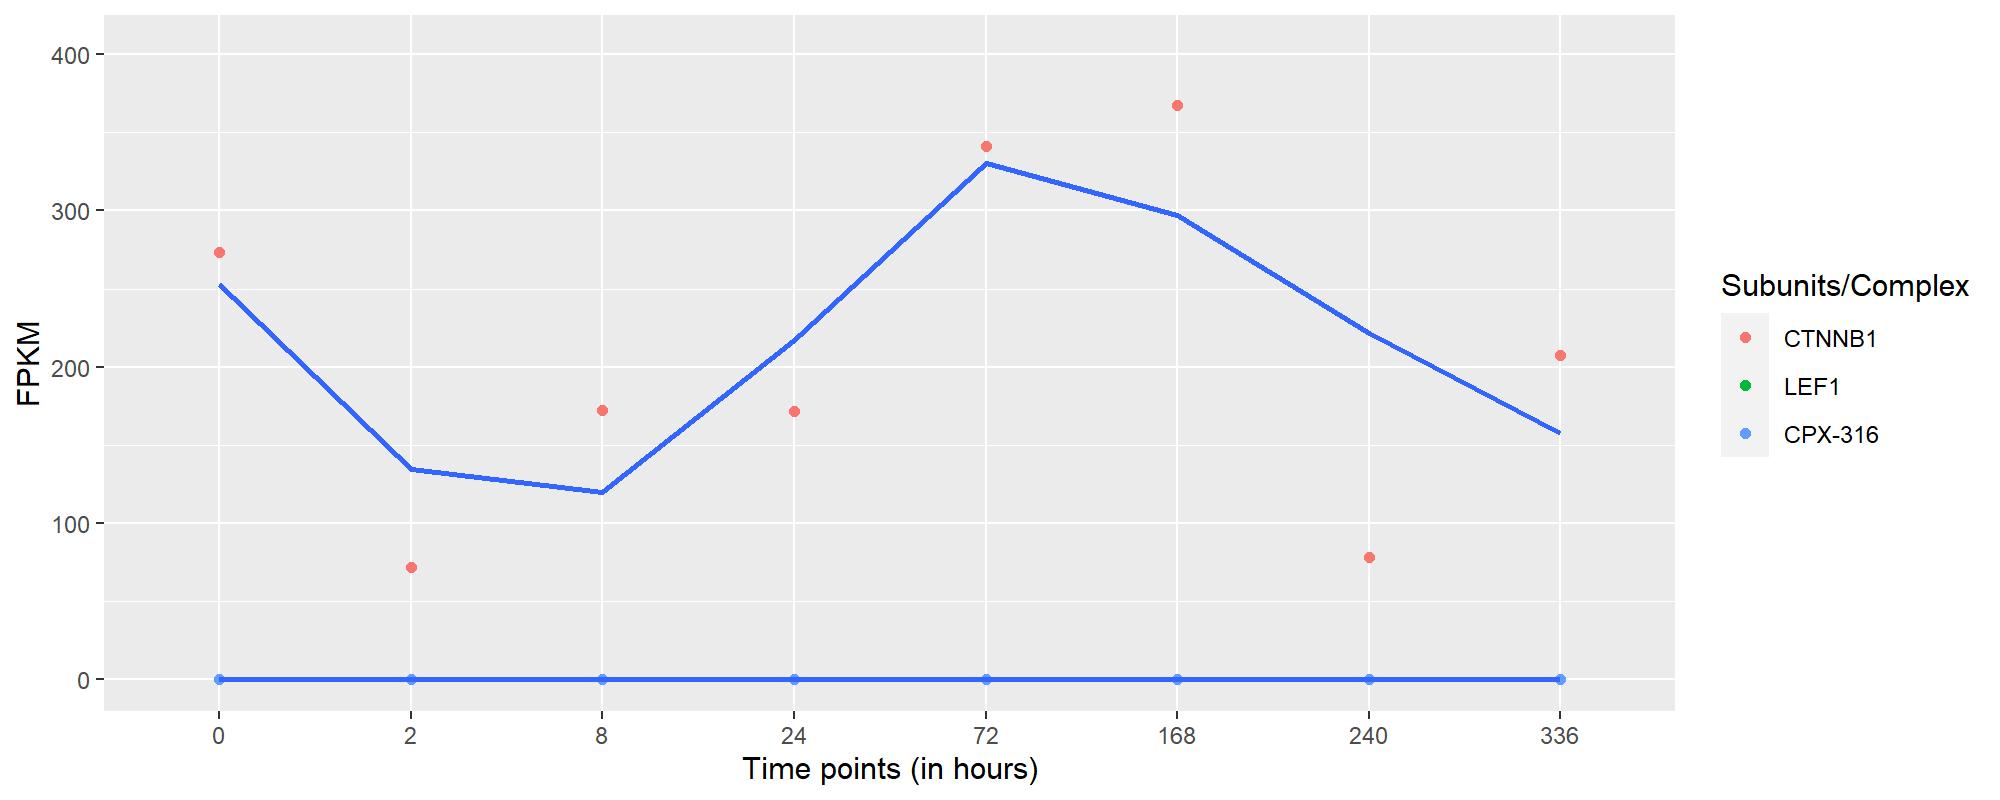 400
300
200
100
0
FPKM
0 2 8 24 72 168 240 336
Time points (in hours)
Subunits/Complex
CTNNB1
LEF1
CPX-316